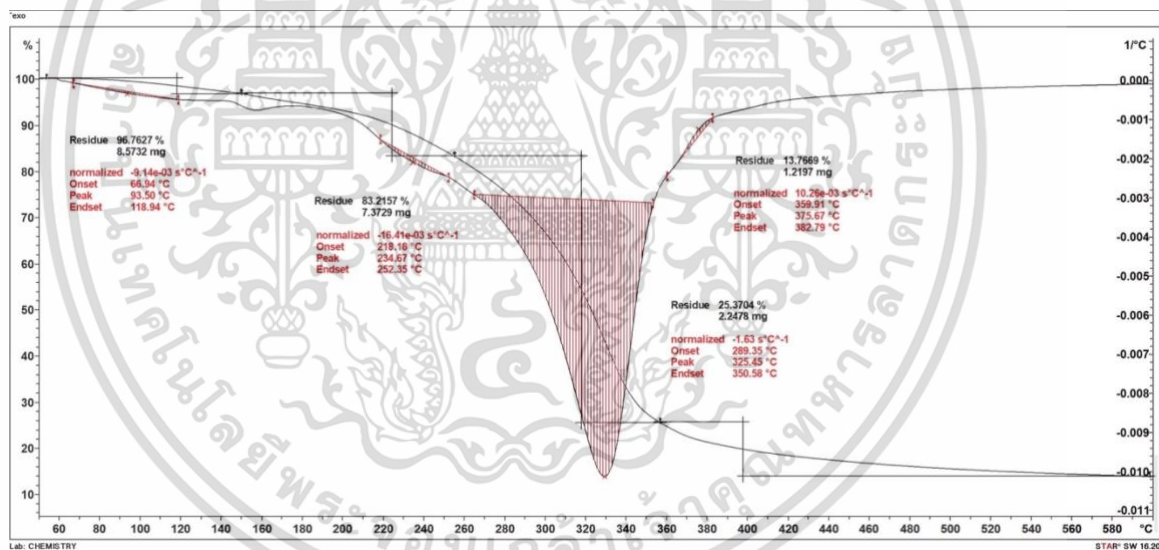 ^exo
%
1/°C
100
90
80
70
60
50
40
30
20
10
0.000
-0.001
-0.002
-0.003
-0.004
-0.005
-0.006
-0.007
-0.008
-0.009
-0.010
-0.011
Residue 96.7627 %
8.5732 mg
normalized -9.14e-03 s°C^-1
Onset 66.94 °C
Peak 93.50 °C
Endset 118.94 °C
Residue 83.2157 %
7.3729 mg
normalized -16.41e-03 s°C^-1
Onset 218.16 °C
Peak 234.67 °C
Endset 252.35 °C
Residue 13.7669 %
1.2197 mg
normalized 10.26e-03 s°C^-1
Onset 359.91 °C
Peak 375.67 °C
Endset 382.79 °C
Residue 25.3704 %
2.2478 mg
normalized -1.63 s°C^-1
Onset 289.35 °C
Peak 325.45 °C
Endset 350.58 °C
60 80 100 120 140 160 180 200 220 240 260 280 300 320 340 360 380 400 420 440 460 480 500 520 540 560 580 °C
Lab: CHEMISTRY
STAR® SW 16.20